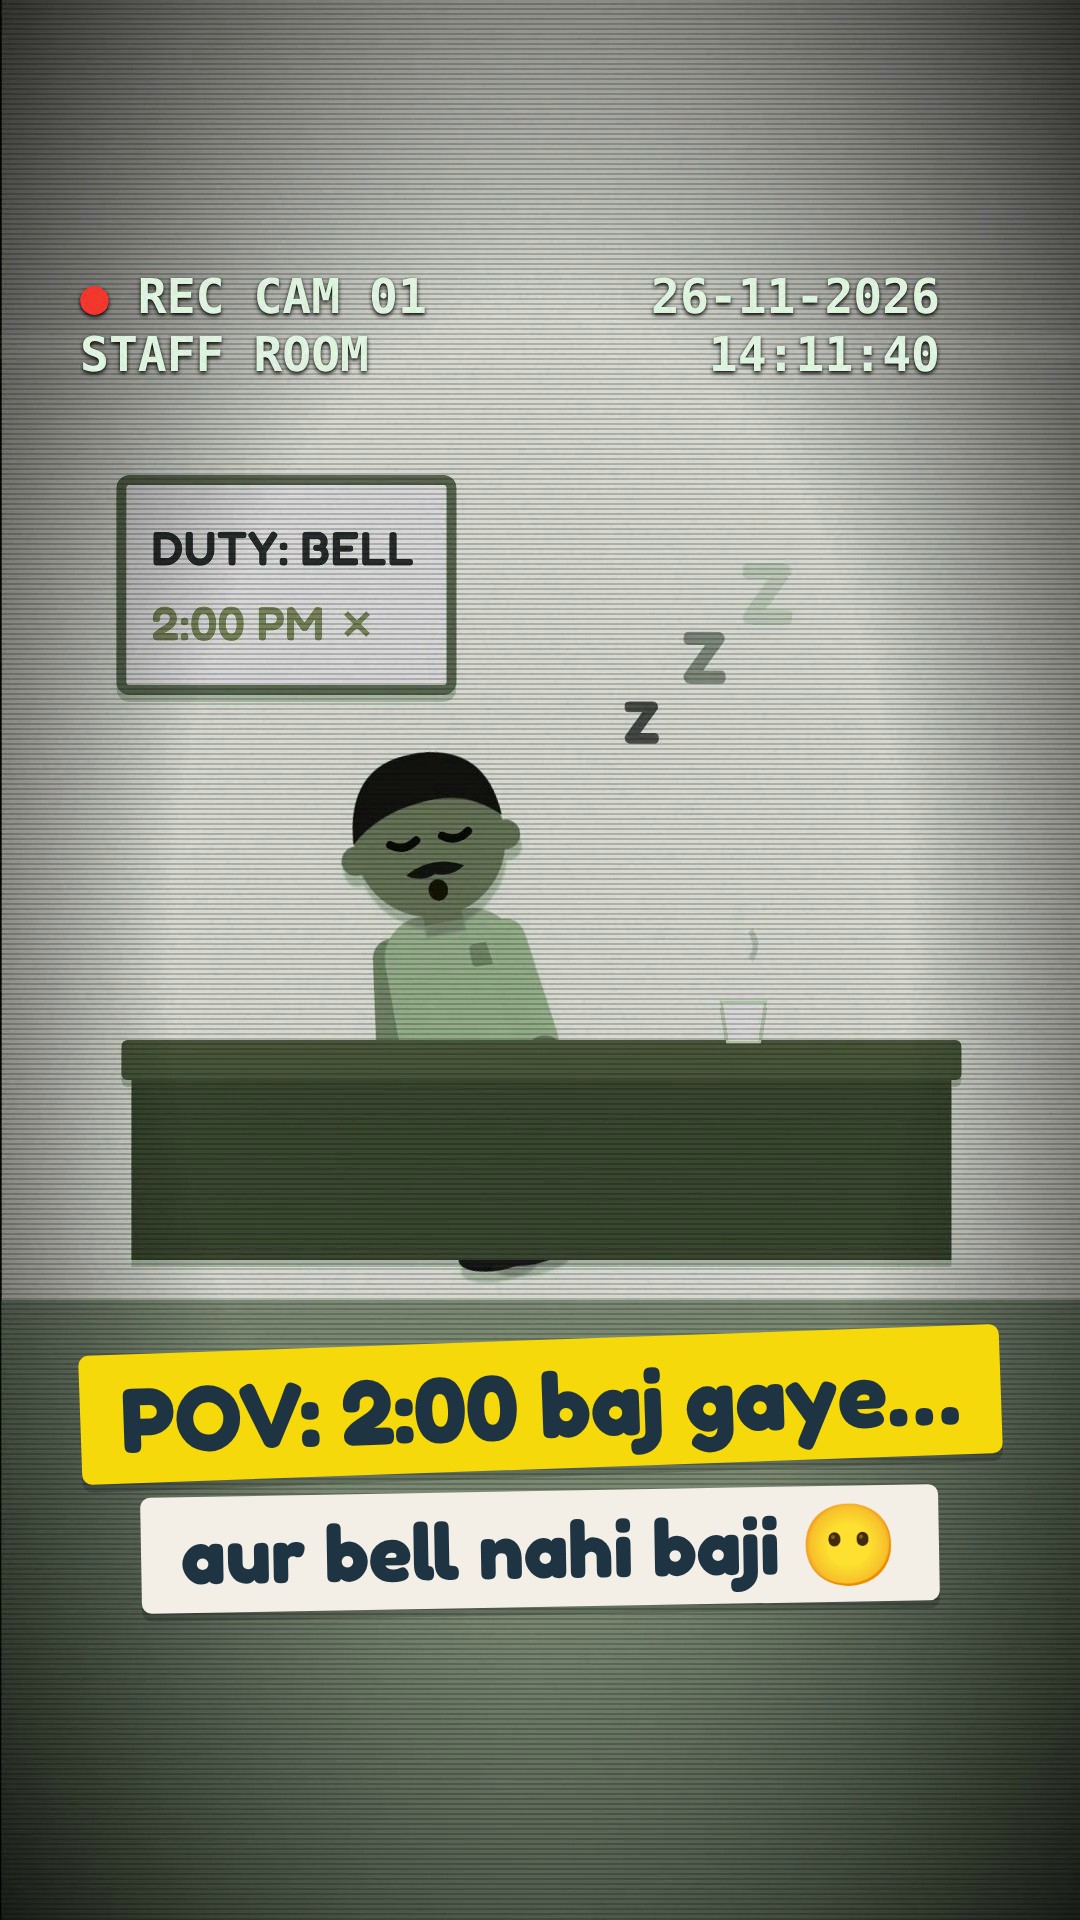 REC CAM 01
STAFF ROOM
26-11-2026
14:11:40
DUTY: BELL
2:00 PM ×
z
z
z
POV: 2:00 baj gaye...
aur bell nahi baji 😶